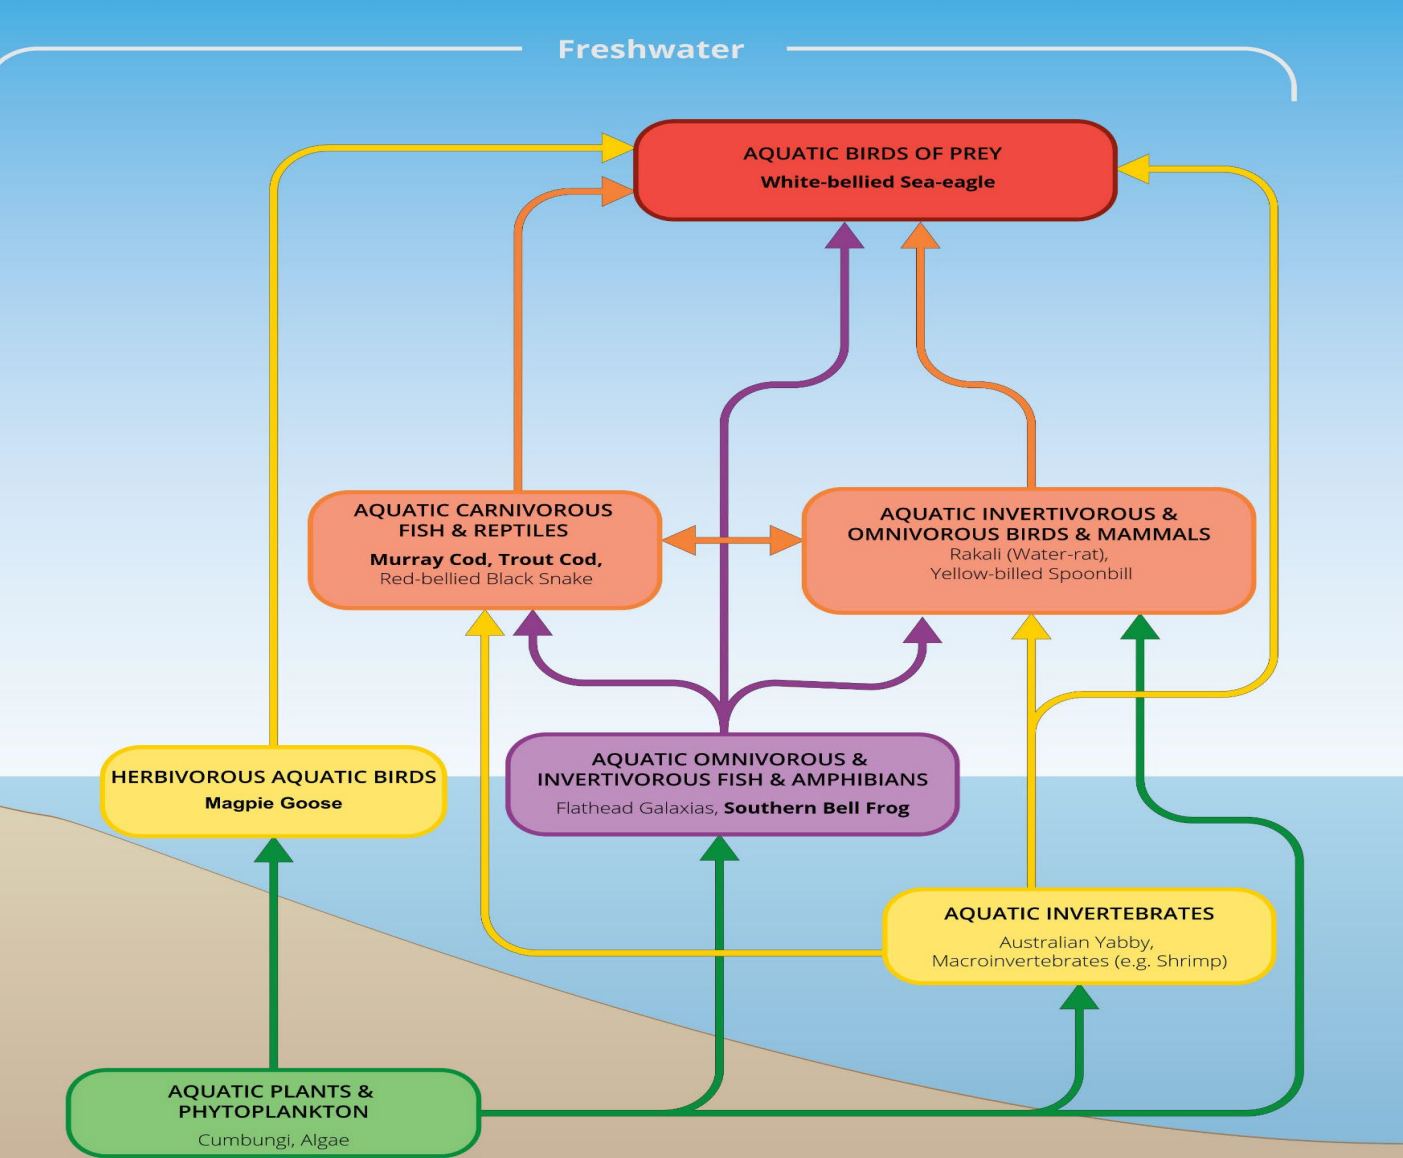 Freshwater
AQUATIC BIRDS OF PREY
White-bellied Sea-eagle
AQUATIC CARNIVOROUS
FISH & REPTILES
Murray Cod, Trout Cod,
Red-bellied Black Snake
AQUATIC INVERTIVOROUS &
OMNIVOROUS BIRDS & MAMMALS
Rakali (Water-rat),
Yellow-billed Spoonbill
HERBIVOROUS AQUATIC BIRDS
Magpie Goose
AQUATIC OMNIVOROUS &
INVERTIVOROUS FISH & AMPHIBIANS
Flathead Galaxias, Southern Bell Frog
AQUATIC INVERTEBRATES
Australian Yabby,
Macroinvertebrates (e.g. Shrimp)
AQUATIC PLANTS &
PHYTOPLANKTON
Cumbungi, Algae